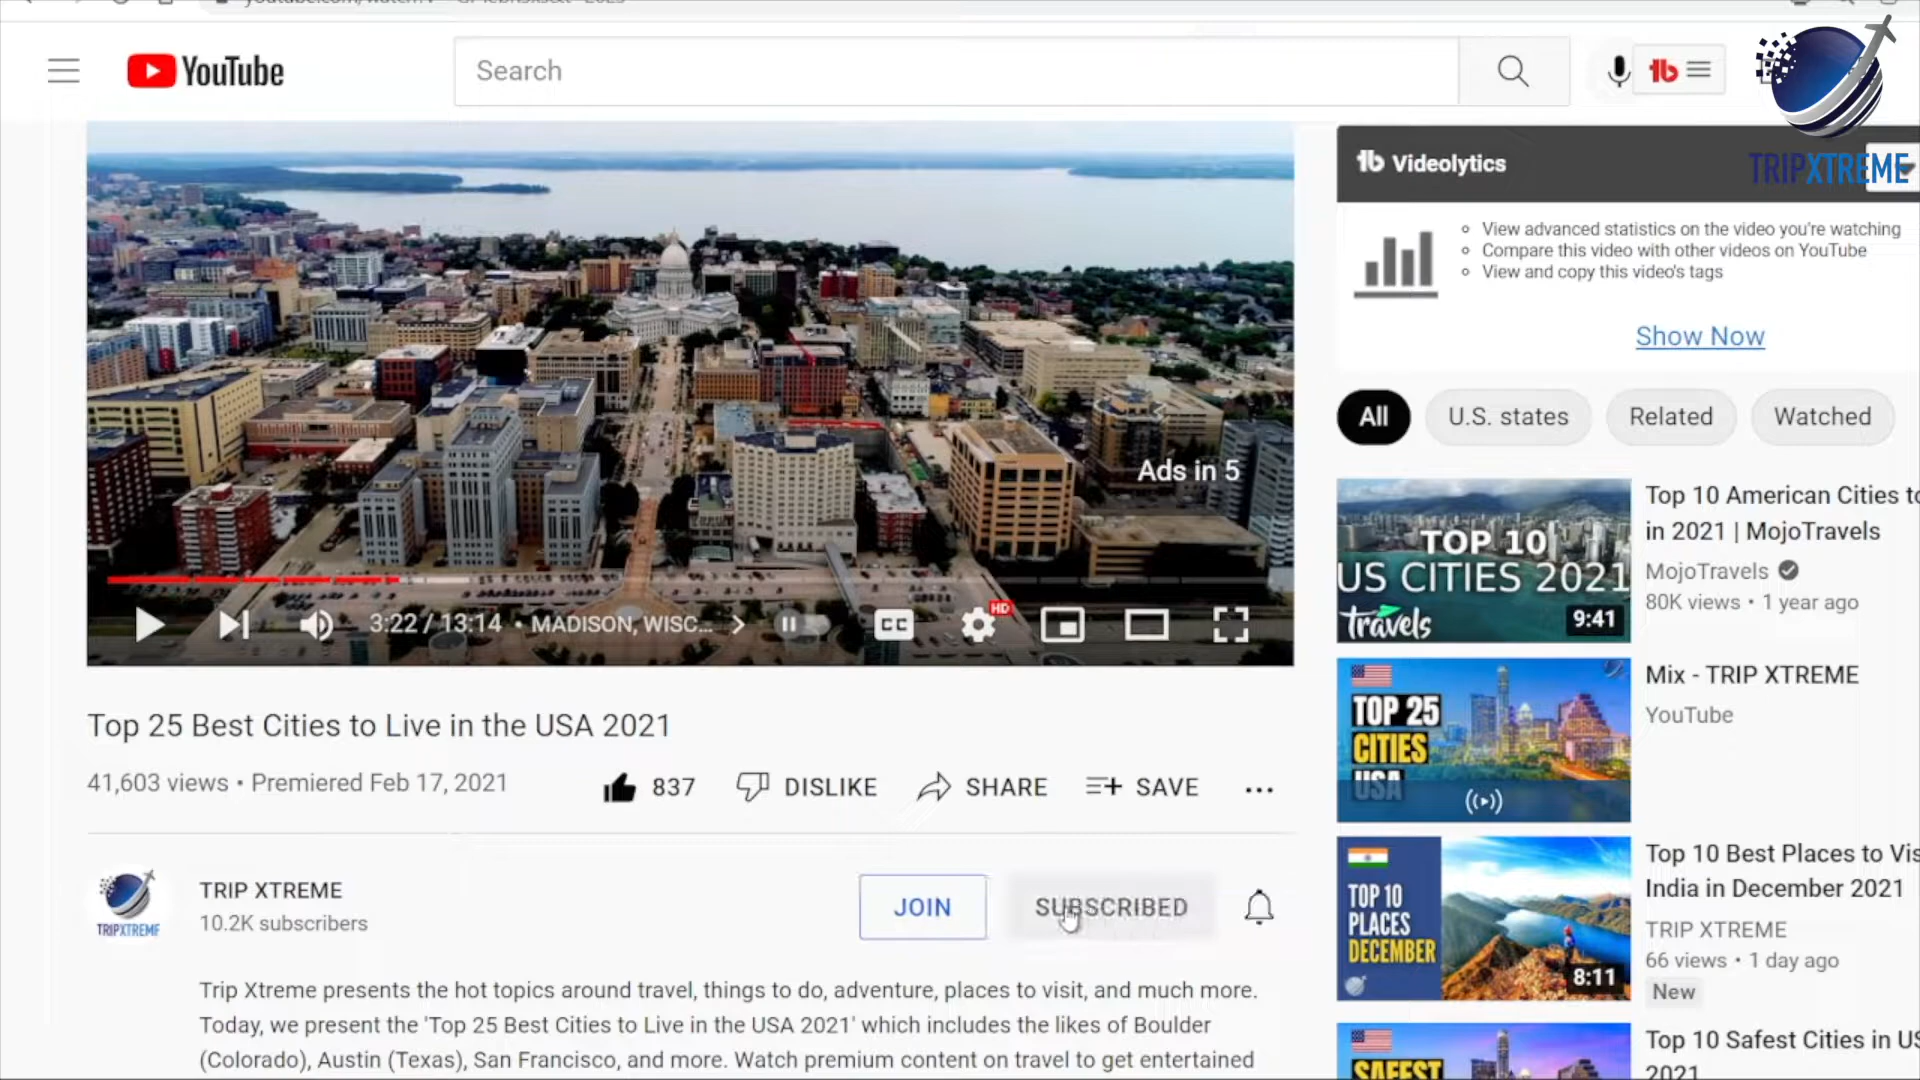 YouTube
Search
TRIPXTREME
Videolytics
View advanced statistics on the video you're watching
Compare this video with other videos on YouTube
View and copy this video's tags
Show Now
All
U.S. states
Related
Watched
Ads in 5
3:22 / 13:14 • MADISON, WISC...
CC
HD
Top 25 Best Cities to Live in the USA 2021
41,603 views • Premiered Feb 17, 2021
837
DISLIKE
SHARE
SAVE
TRIP XTREME
10.2K subscribers
TRIPXTREME
JOIN
SUBSCRIBED
Trip Xtreme presents the hot topics around travel, things to do, adventure, places to visit, and much more.
Today, we present the 'Top 25 Best Cities to Live in the USA 2021' which includes the likes of Boulder
(Colorado), Austin (Texas), San Francisco, and more. Watch premium content on travel to get entertained
TOP 10
US CITIES 2021
travels
9:41
Top 10 American Cities to
in 2021 | MojoTravels
MojoTravels
80K views • 1 year ago
TOP 25
CITIES
USA
Mix - TRIP XTREME
YouTube
TOP 10
PLACES
DECEMBER
8:11
Top 10 Best Places to Vis
India in December 2021
TRIP XTREME
66 views • 1 day ago
New
SAFEST
Top 10 Safest Cities in US
2021